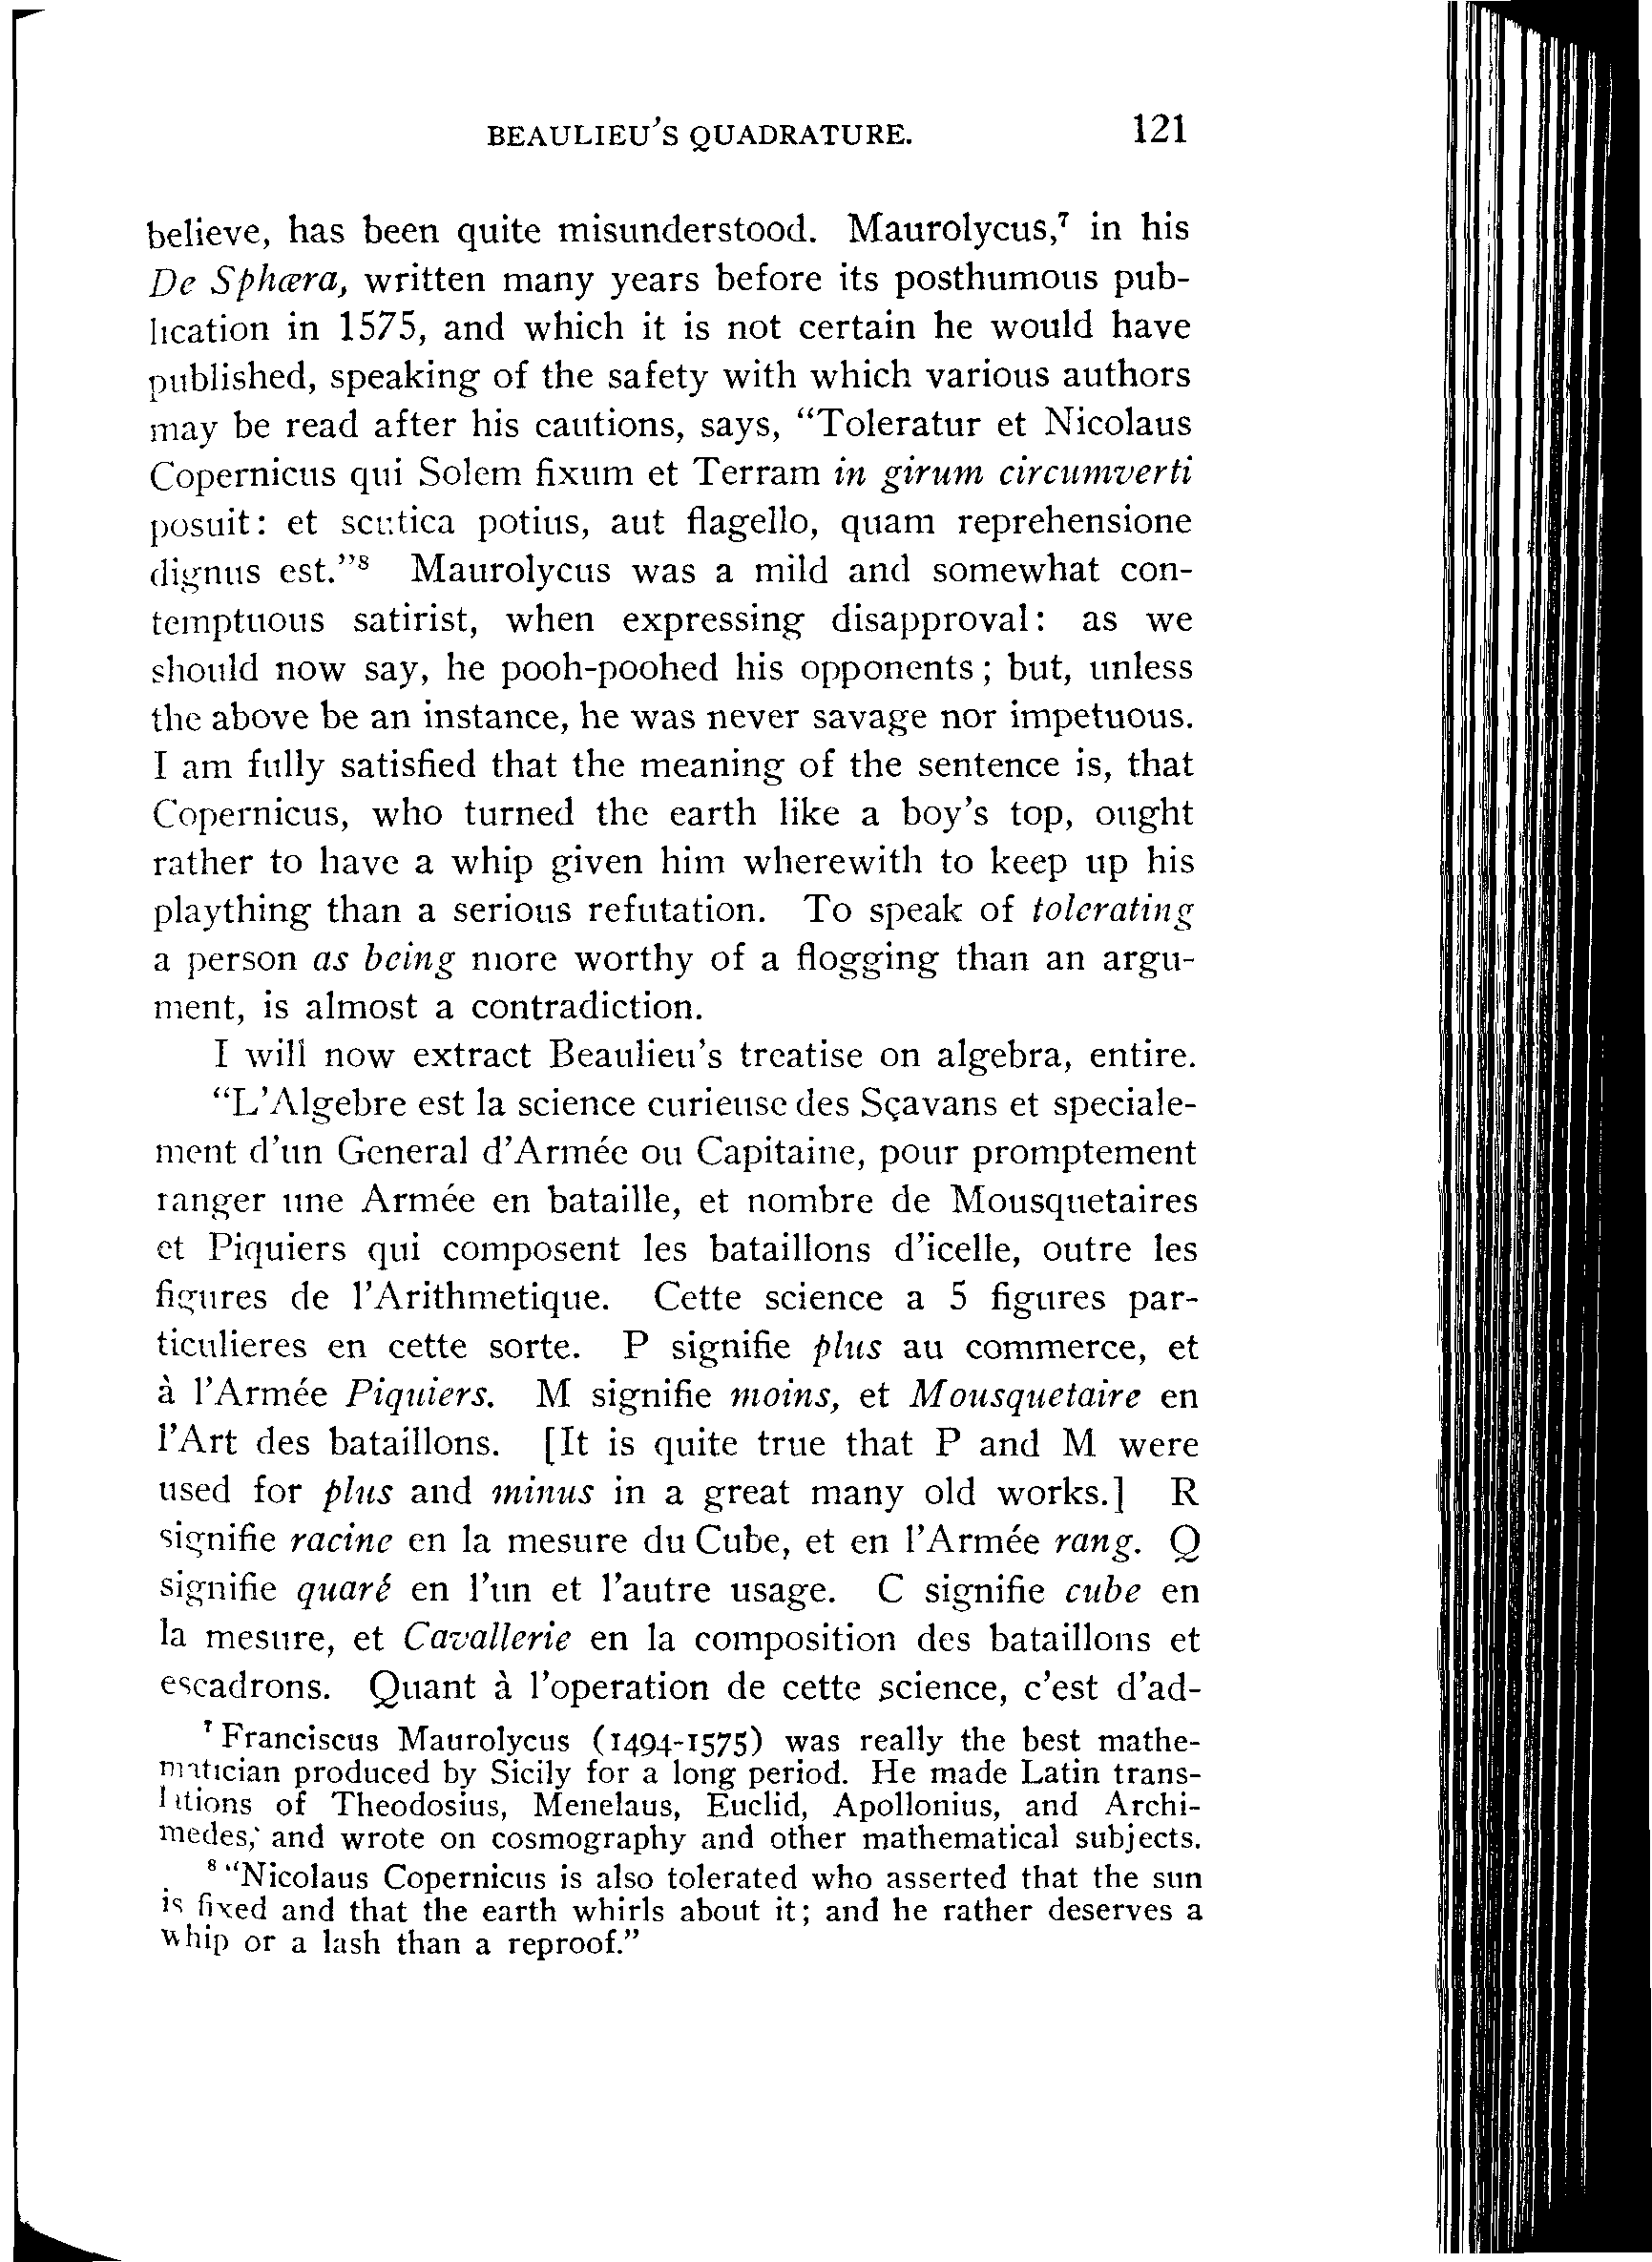 BEAULIEU'S QUADRATURE. 121
believe, has been quite misunderstood. Maurolycus,⁷ in his
De Sphæra, written many years before its posthumous pub-
lication in 1575, and which it is not certain he would have
published, speaking of the safety with which various authors
may be read after his cautions, says, "Toleratur et Nicolaus
Copernicus qui Solem fixum et Terram in girum circumverti
posuit: et scutica potius, aut flagello, quam reprehensione
dignus est."⁸ Maurolycus was a mild and somewhat con-
temptuous satirist, when expressing disapproval: as we
should now say, he pooh-poohed his opponents; but, unless
the above be an instance, he was never savage nor impetuous.
I am fully satisfied that the meaning of the sentence is, that
Copernicus, who turned the earth like a boy's top, ought
rather to have a whip given him wherewith to keep up his
plaything than a serious refutation. To speak of tolerating
a person as being more worthy of a flogging than an argu-
ment, is almost a contradiction.
I will now extract Beaulieu's treatise on algebra, entire.
"L'Algebre est la science curieuse des Sçavans et speciale-
ment d'un General d'Armée ou Capitaine, pour promptement
ranger une Armée en bataille, et nombre de Mousquetaires
et Piquiers qui composent les bataillons d'icelle, outre les
figures de l'Arithmetique. Cette science a 5 figures par-
ticulieres en cette sorte. P signifie plus au commerce, et
à l'Armée Piquiers. M signifie moins, et Mousquetaire en
l'Art des bataillons. [It is quite true that P and M were
used for plus and minus in a great many old works.] R
signifie racine en la mesure du Cube, et en l'Armée rang. Q
signifie quaré en l'un et l'autre usage. C signifie cube en
la mesure, et Cavallerie en la composition des bataillons et
escadrons. Quant à l'operation de cette science, c'est d'ad-
⁷ Franciscus Maurolycus (1494-1575) was really the best mathe-
matician produced by Sicily for a long period. He made Latin trans-
lations of Theodosius, Menelaus, Euclid, Apollonius, and Archi-
medes, and wrote on cosmography and other mathematical subjects.
⁸ "Nicolaus Copernicus is also tolerated who asserted that the sun
is fixed and that the earth whirls about it; and he rather deserves a
whip or a lash than a reproof."